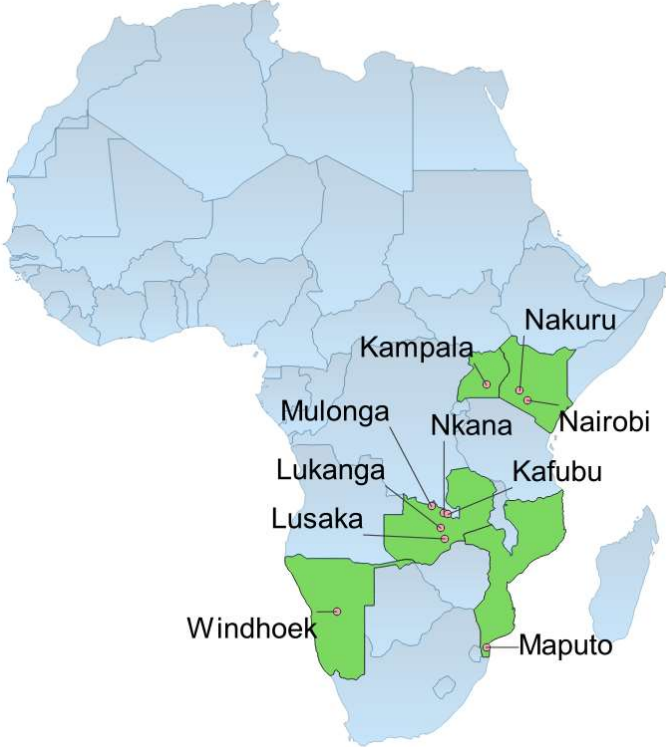 Nakuru
Kampala
Mulonga
Nkana
Nairobi
Lukanga
Kafubu
Lusaka
Windhoek
Maputo